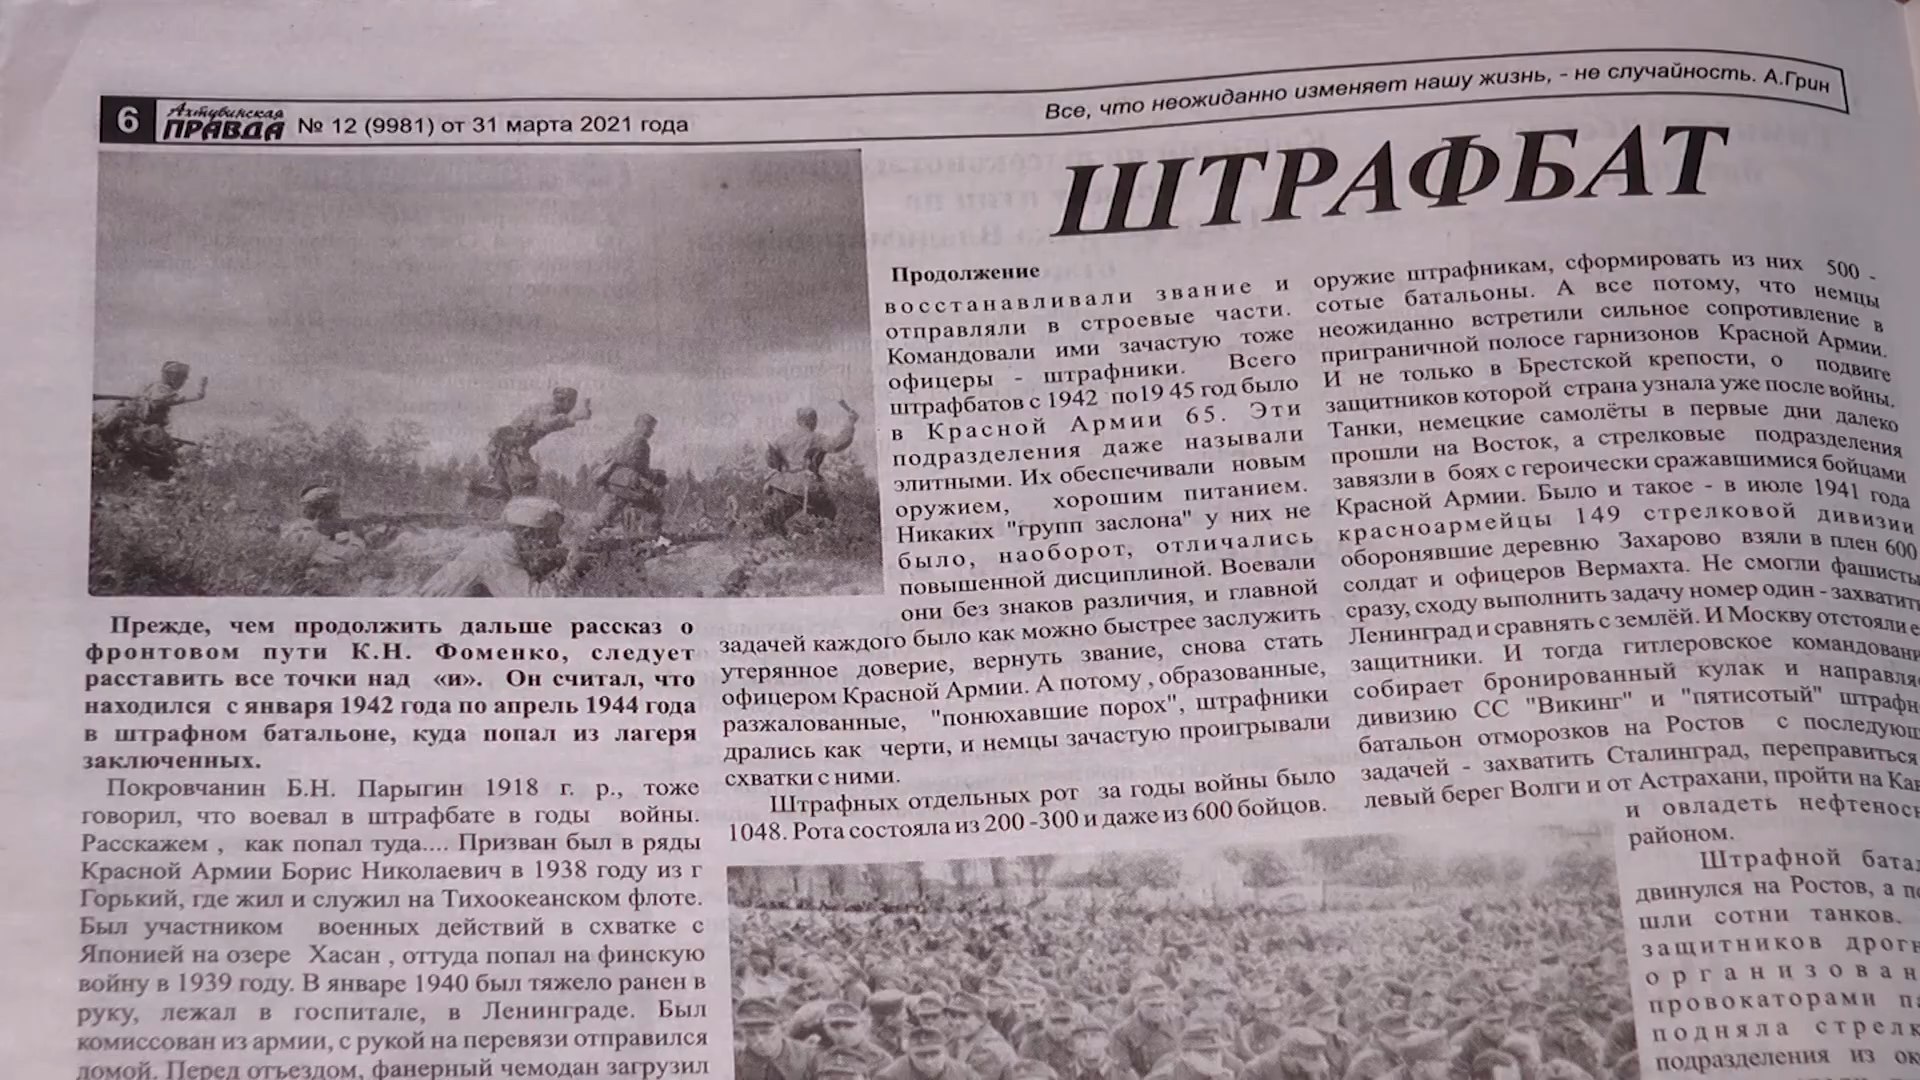 6 Ахтубинская ПРАВДА № 12 (9981) от 31 марта 2021 года
Все, что неожиданно изменяет нашу жизнь, - не случайность. А.Грин
ШТРАФБАТ
Прежде, чем продолжить дальше рассказ о
фронтовом пути К.Н. Фоменко, следует
расставить все точки над «и». Он считал, что
находился с января 1942 года по апрель 1944 года
в штрафном батальоне, куда попал из лагеря
заключенных.
Покровчанин Б.Н. Парыгин 1918 г. р., тоже
говорил, что воевал в штрафбате в годы войны.
Расскажем , как попал туда.... Призван был в ряды
Красной Армии Борис Николаевич в 1938 году из г
Горький, где жил и служил на Тихоокеанском флоте.
Был участником военных действий в схватке с
Японией на озере Хасан , оттуда попал на финскую
войну в 1939 году. В январе 1940 был тяжело ранен в
руку, лежал в госпитале, в Ленинграде. Был
комиссован из армии, с рукой на перевязи отправился
домой. Перед отъездом, фанерный чемодан загрузил
Продолжение
восстанавливали звание и
отправляли в строевые части.
Командовали ими зачастую тоже
офицеры - штрафники. Всего
штрафбатов с 1942 по19 45 год было
в Красной Армии 65. Эти
подразделения даже называли
элитными. Их обеспечивали новым
оружием, хорошим питанием.
Никаких "групп заслона" у них не
было, наоборот, отличались
повышенной дисциплиной. Воевали
они без знаков различия, и главной
задачей каждого было как можно быстрее заслужить
утерянное доверие, вернуть звание, снова стать
офицером Красной Армии. А потому , образованные,
разжалованные, "понюхавшие порох", штрафники
дрались как черти, и немцы зачастую проигрывали
схватки с ними.
Штрафных отдельных рот за годы войны было
1048. Рота состояла из 200 -300 и даже из 600 бойцов.
оружие штрафникам, сформировать из них 500 -
сотые батальоны. А все потому, что немцы
неожиданно встретили сильное сопротивление в
приграничной полосе гарнизонов Красной Армии.
И не только в Брестской крепости, о подвиге
защитников которой страна узнала уже после войны.
Танки, немецкие самолёты в первые дни далеко
прошли на Восток, а стрелковые подразделения
завязли в боях с героически сражавшимися бойцами
Красной Армии. Было и такое - в июле 1941 года
красноармейцы 149 стрелковой дивизии
оборонявшие деревню Захарово взяли в плен 600
солдат и офицеров Вермахта. Не смогли фашисты
сразу, сходу выполнить задачу номер один - захватить
Ленинград и сравнять с землёй. И Москву отстояли
защитники. И тогда гитлеровское
собирает бронированный кулак и
дивизию СС "Викинг" и "пятисотый"
батальон отморозков на Ростов с
задачей - захватить Сталинград, переправиться
левый берег Волги и от Астрахани, пройти на
и овладеть
районом.
Штрафной
двинулся на Ростов, а
шли сотни танков.
защитников
провокаторами
подняла
подразделения из